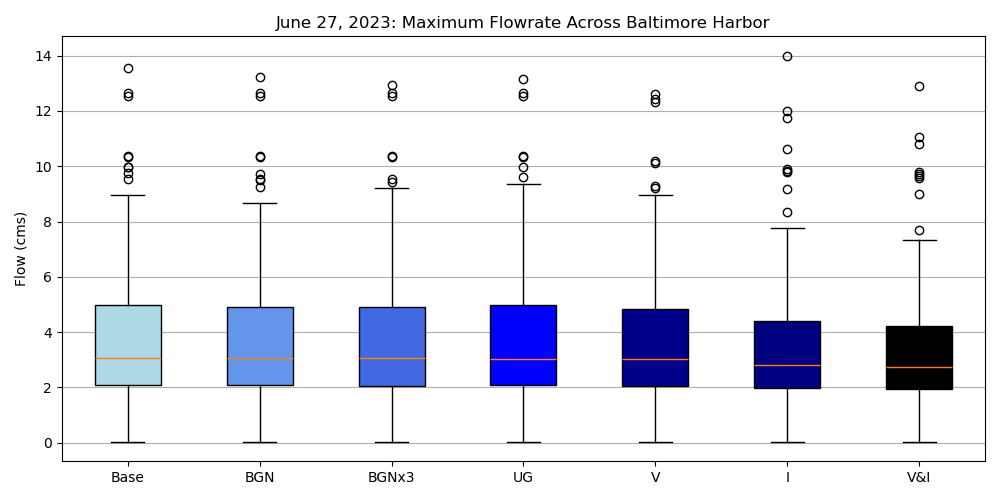 June 27, 2023: Maximum Flowrate Across Baltimore Harbor
Flow (cms)
14
12
10
8
6
4
2
0
Base BGN BGNx3 UG V I V&I